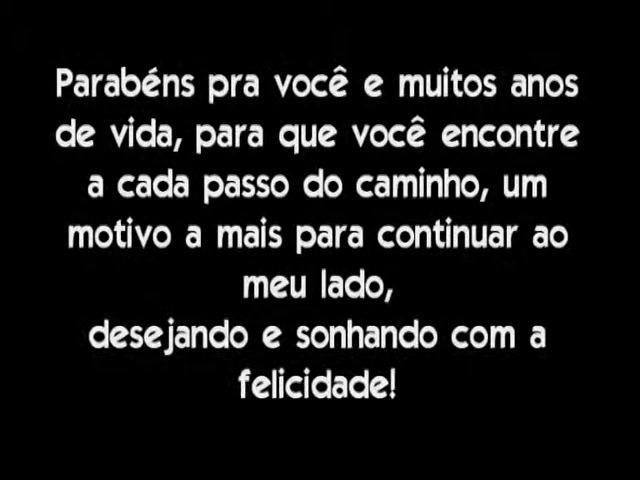 Parabéns pra você e muitos anos
de vida, para que você encontre
a cada passo do caminho, um
motivo a mais para continuar ao
meu lado,
desejando e sonhando com a
felicidade!